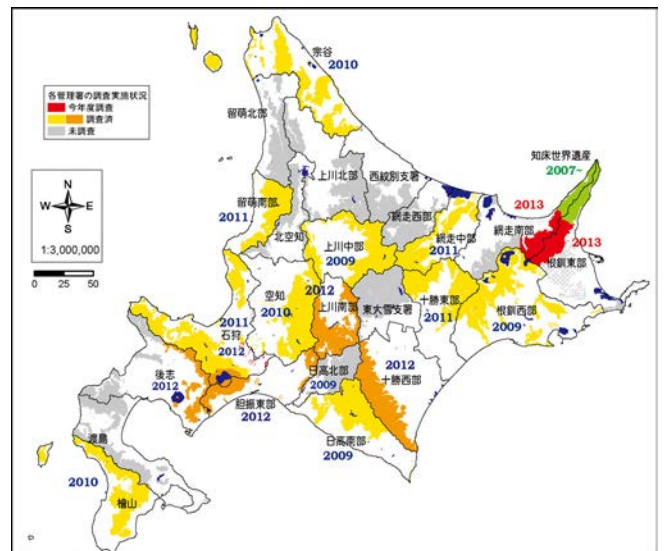 各管理署の調査実施状況
今年度調査
調査済
未調査
N
W E
S
1:3,000,000
0 25 50
宗谷
2010
留萌北部
上川北部
西紋別支署
知床世界遺産
2007~
2013
網走西部
網走中部
2011
網走南部
2013
根釧東部
留萌南部
2011
北空知
上川中部
2009
空知
2010
2012
上川南部
東大雪支署
十勝東部
2011
根釧西部
2009
2011
石狩
2012
後志
2012
胆振東部
2012
日高北部
2009
2012
十勝西部
日高南部
2009
渡島
2010
檜山